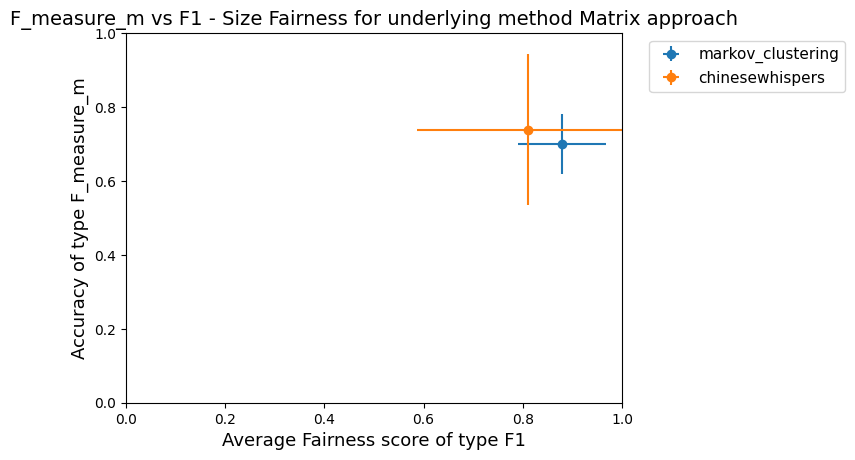 F_measure_m vs F1 - Size Fairness for underlying method Matrix approach
markov_clustering
chinesewhispers
Accuracy of type F_measure_m
1.0
0.8
0.6
0.4
0.2
0.0
0.0 0.2 0.4 0.6 0.8 1.0
Average Fairness score of type F1